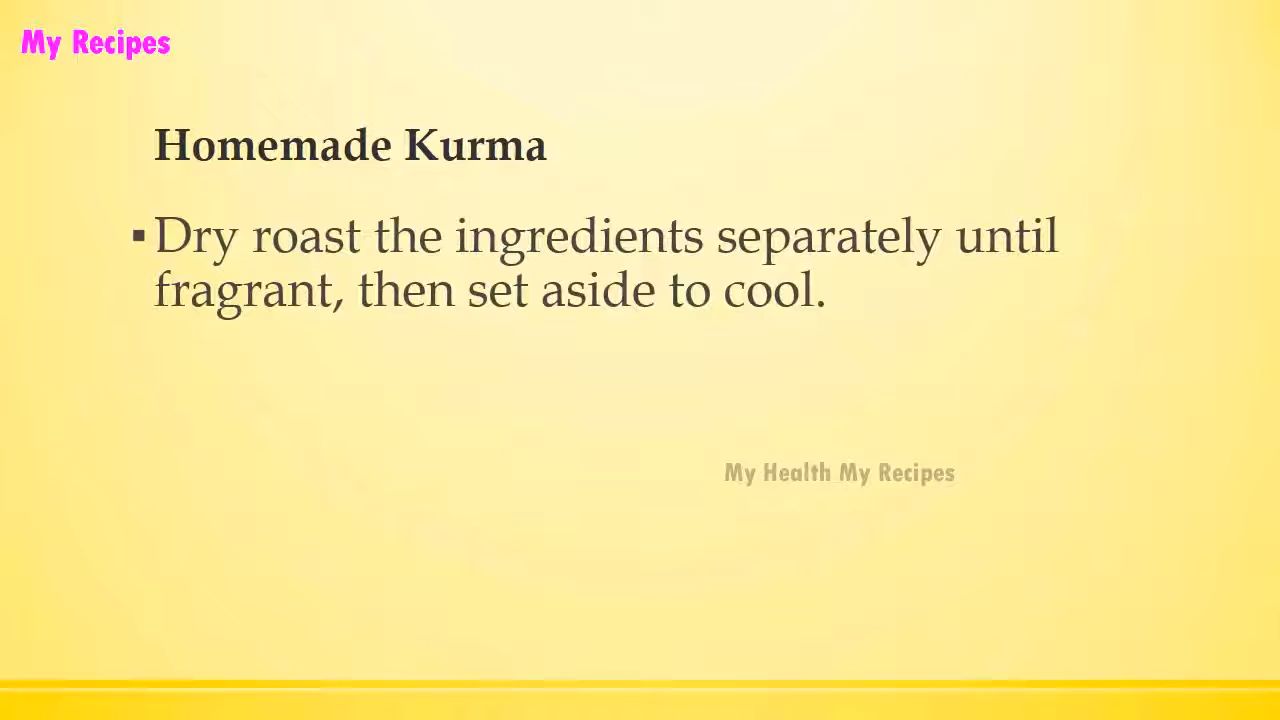 My Recipes
Homemade Kurma
▪Dry roast the ingredients separately until
fragrant, then set aside to cool.
My Health My Recipes